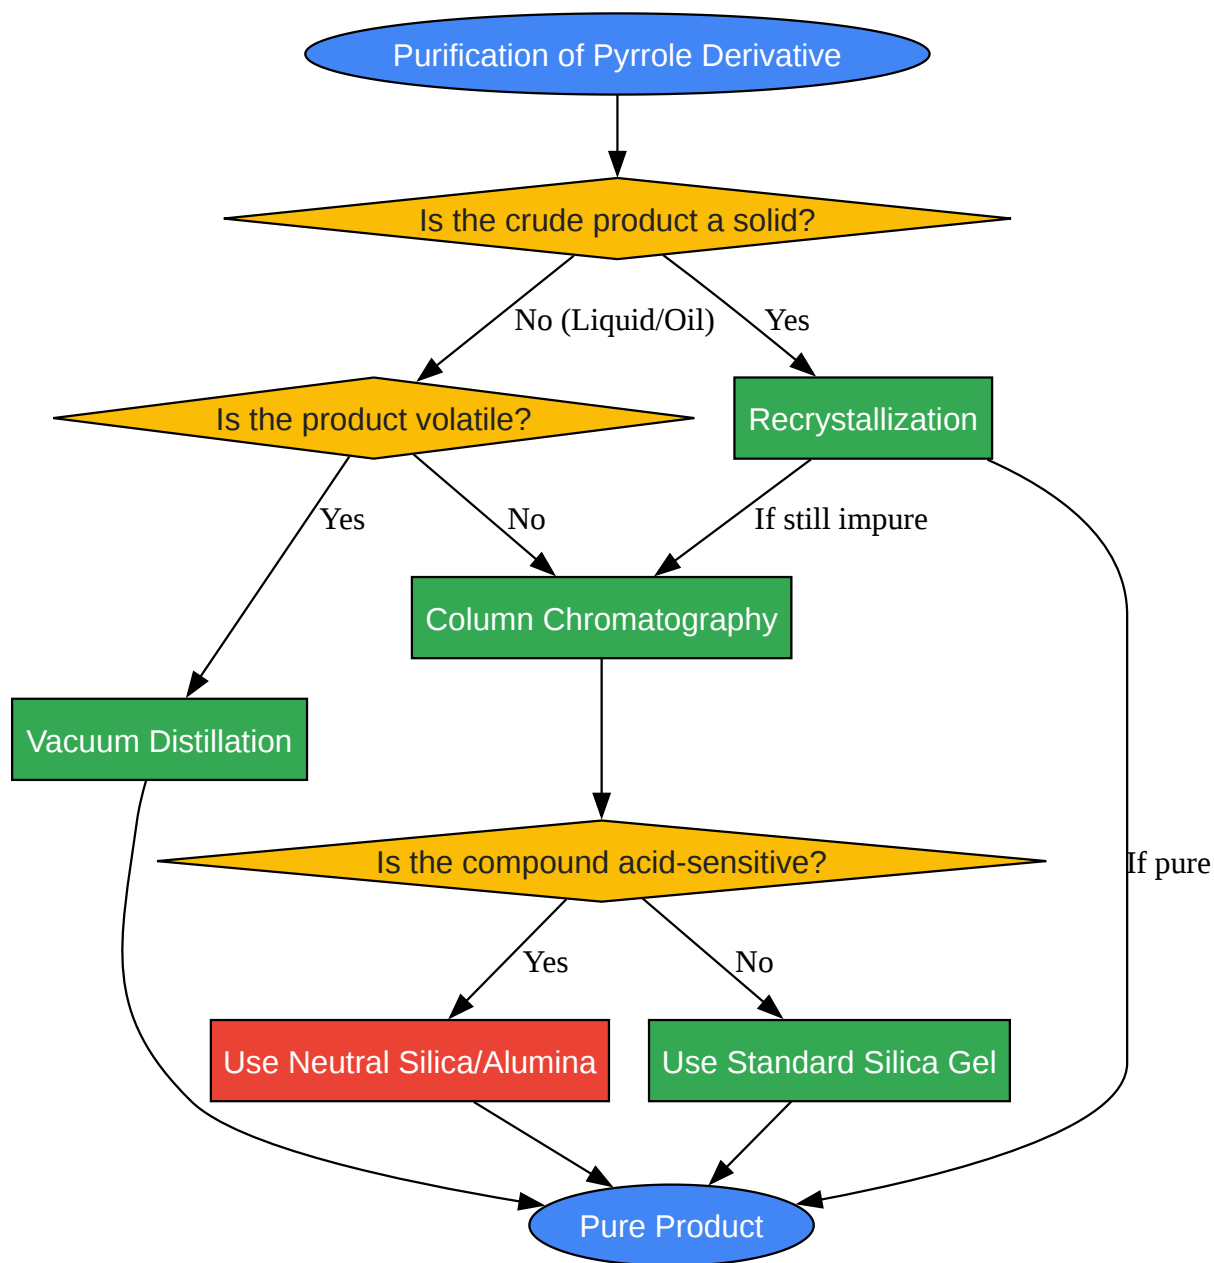 Purification of Pyrrole Derivative
Is the crude product a solid?
No (Liquid/Oil)
Yes
Is the product volatile?
Recrystallization
Yes
No
If still impure
Column Chromatography
Vacuum Distillation
Is the compound acid-sensitive?
If pure
Yes
No
Use Neutral Silica/Alumina
Use Standard Silica Gel
Pure Product